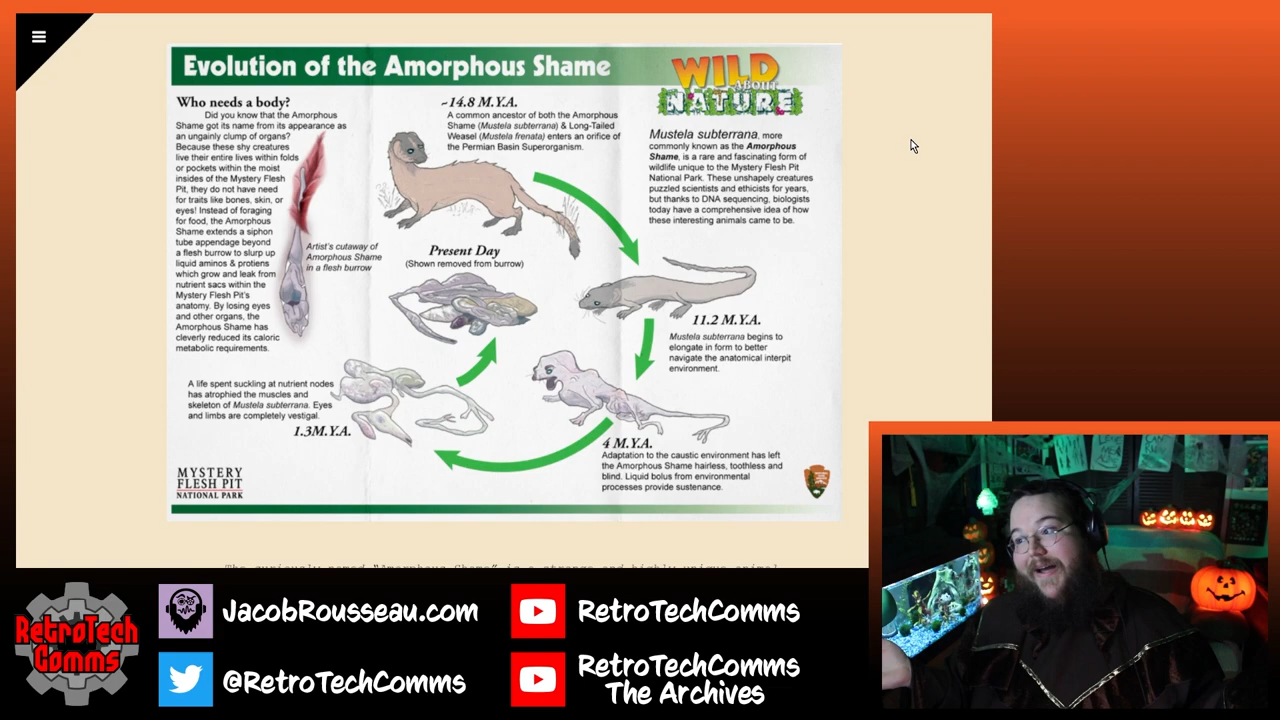 Evolution of the Amorphous Shame
WILD
ABOUT
NATURE
Who needs a body?
Did you know that the Amorphous
Shame got its name from its appearance as
an ungainly clump of organs?
Because these shy creatures
live their entire lives within folds
or pockets within the moist
insides of the Mystery Flesh
Pit, they do not have need
for traits like bones, skin, or
eyes! Instead of foraging
for food, the Amorphous
Shame extends a siphon
tube appendage beyond
a flesh burrow to slurp up
liquid aminos & protiens
which grow and leak from
nutrient sacs within the
Mystery Flesh Pit's
anatomy. By losing eyes
and other organs, the
Amorphous Shame has
cleverly reduced its caloric
metabolic requirements.
Artist's cutaway of
Amorphous Shame
in a flesh burrow
~14.8 M.Y.A.
A common ancestor of both the Amorphous
Shame (Mustela subterrana) & Long-Tailed
Weasel (Mustela frenata) enters an orifice of
the Permian Basin Superorganism.
Mustela subterrana, more
commonly known as the Amorphous
Shame, is a rare and fascinating form of
wildlife unique to the Mystery Flesh Pit
National Park. These unshapely creatures
puzzled scientists and ethicists for years,
but thanks to DNA sequencing, biologists
today have a comprehensive idea of how
these interesting animals came to be.
Present Day
(Shown removed from burrow)
11.2 M.Y.A.
Mustela subterrana begins to
elongate in form to better
navigate the anatomical interpit
environment.
4 M.Y.A.
Adaptation to the caustic environment has left
the Amorphous Shame hairless, toothless and
blind. Liquid bolus from environmental
processes provide sustenance.
A life spent suckling at nutrient nodes
has atrophied the muscles and
skeleton of Mustela subterrana. Eyes
and limbs are completely vestigal.
1.3M.Y.A.
MYSTERY
FLESH PIT
NATIONAL PARK
The curiously named "Amorphous Shame" is a strange and highly unique animal
RetroTech
Comms
JacobRousseau.com
@RetroTechComms
RetroTechComms
RetroTechComms
The Archives